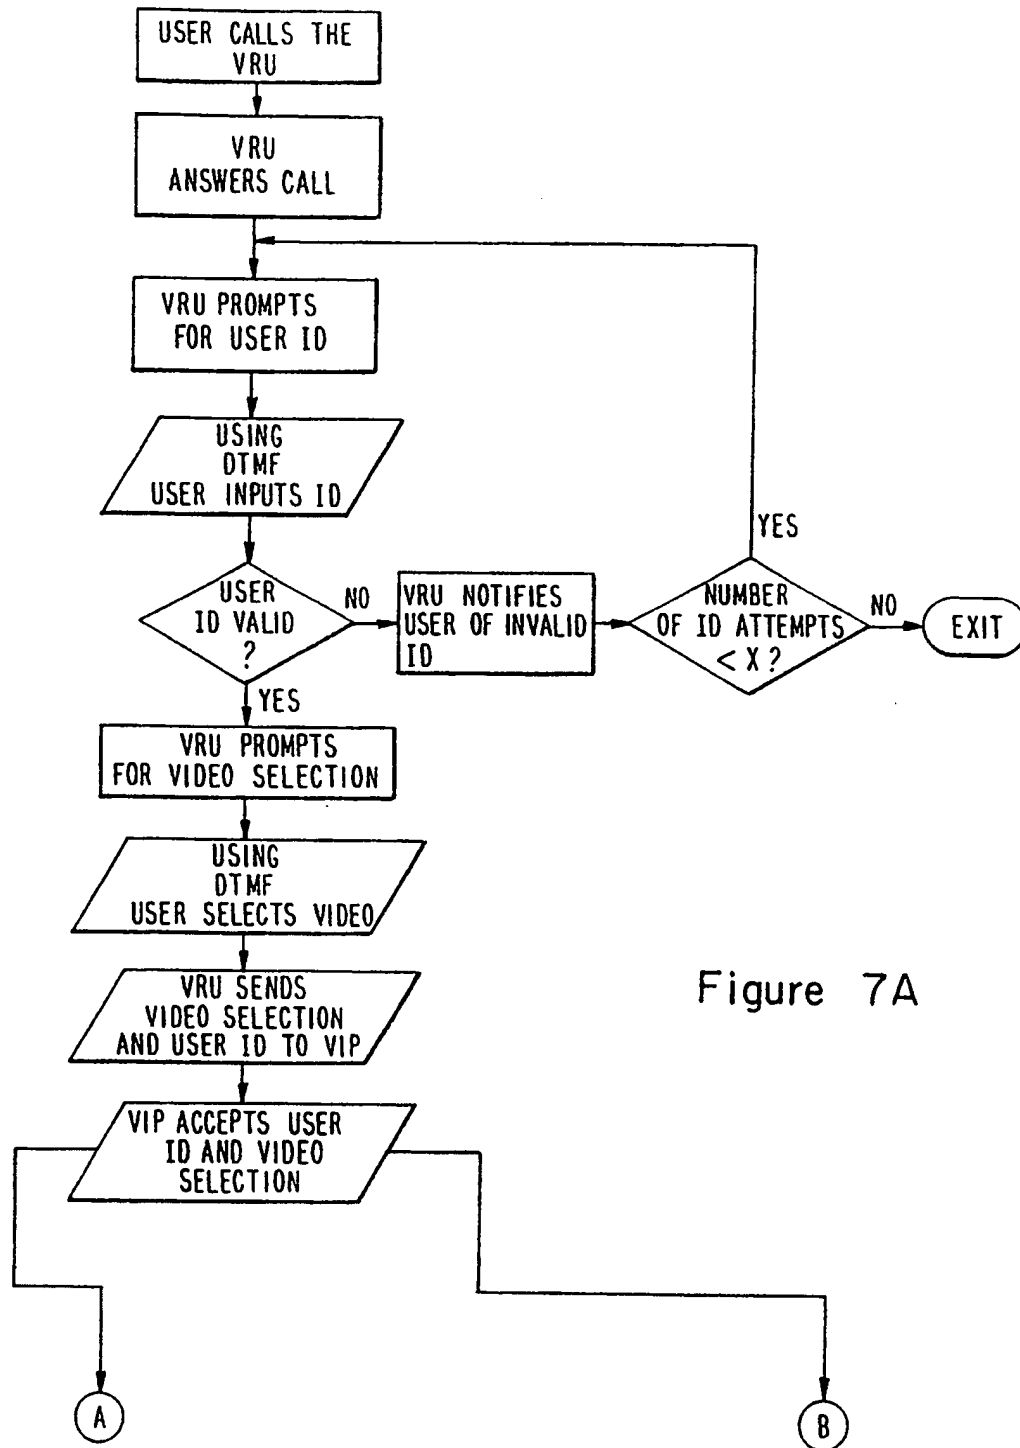 USER CALLS THE
VRU
VRU
ANSWERS CALL
VRU PROMPTS
FOR USER ID
USING
DTMF
USER INPUTS ID
YES
USER
ID VALID
?
NO
VRU NOTIFIES
USER OF INVALID
ID
NUMBER
OF ID ATTEMPTS
< X ?
NO
EXIT
YES
VRU PROMPTS
FOR VIDEO SELECTION
USING
DTMF
USER SELECTS VIDEO
VRU SENDS
VIDEO SELECTION
AND USER ID TO VIP
Figure 7A
VIP ACCEPTS USER
ID AND VIDEO
SELECTION
A
B